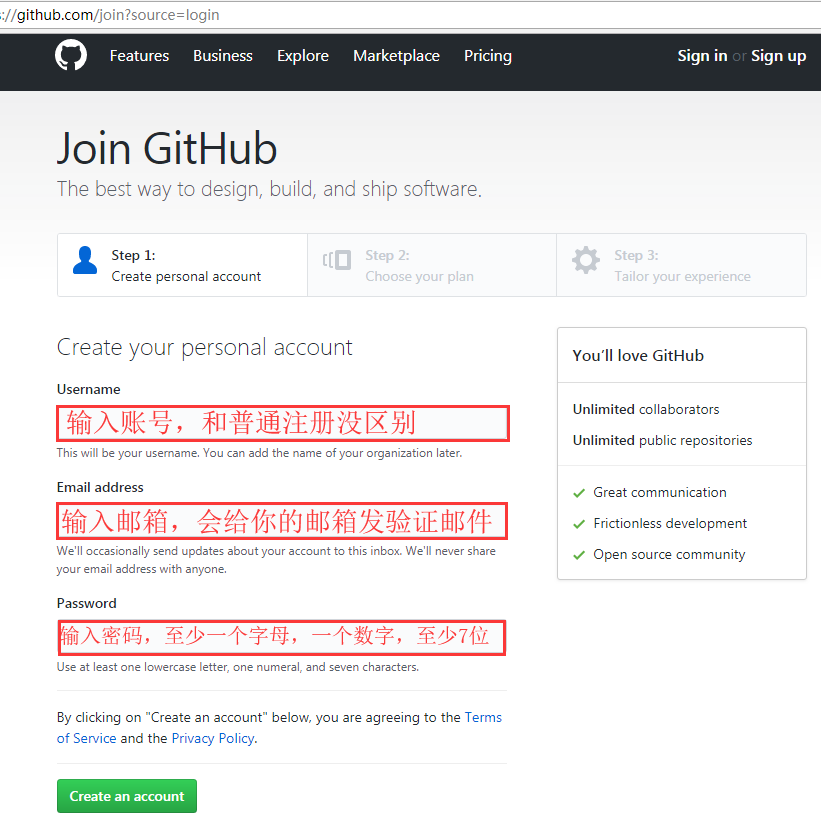 s://github.com/join?source=login
Features Business Explore Marketplace Pricing Sign in or Sign up
Join GitHub
The best way to design, build, and ship software.
Step 1:
Create personal account
Step 2:
Choose your plan
Step 3:
Tailor your experience
Create your personal account
Username
输入账号，和普通注册没区别
This will be your username. You can add the name of your organization later.
Email address
输入邮箱，会给你的邮箱发验证邮件
We'll occasionally send updates about your account to this inbox. We'll never share
your email address with anyone.
Password
输入密码，至少一个字母，一个数字，至少7位
Use at least one lowercase letter, one numeral, and seven characters.
By clicking on "Create an account" below, you are agreeing to the Terms
of Service and the Privacy Policy.
Create an account
You'll love GitHub
Unlimited collaborators
Unlimited public repositories
Great communication
Frictionless development
Open source community